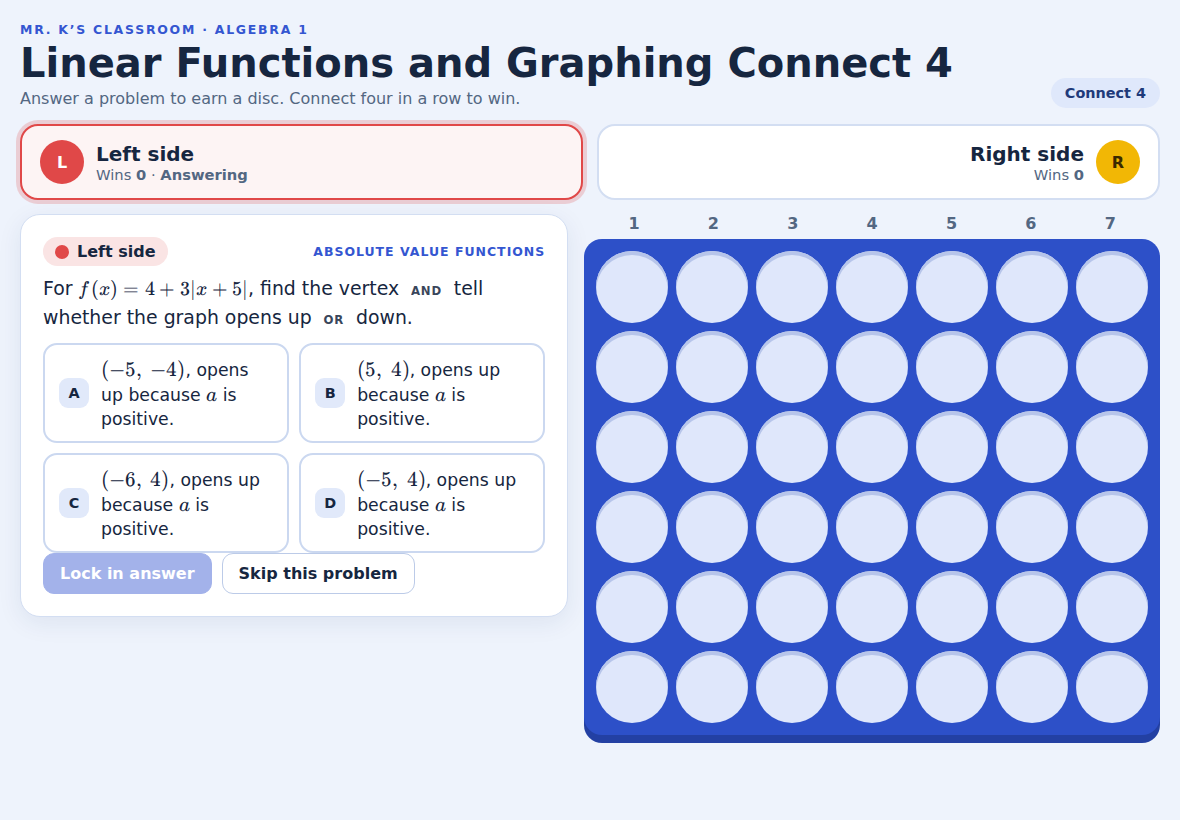 MR. K’S CLASSROOM · ALGEBRA 1
Linear Functions and Graphing Connect 4
Answer a problem to earn a disc. Connect four in a row to win.
Connect 4
L
Left side
Wins 0 · Answering
Right side
Wins 0
R
Left side
ABSOLUTE VALUE FUNCTIONS
For f(x) = 4 + 3|x + 5|, find the vertex AND tell
whether the graph opens up OR down.
A
(−5, −4), opens
up because a is
positive.
B
(5, 4), opens up
because a is
positive.
C
(−6, 4), opens up
because a is
positive.
D
(−5, 4), opens up
because a is
positive.
Lock in answer
Skip this problem
1 2 3 4 5 6 7